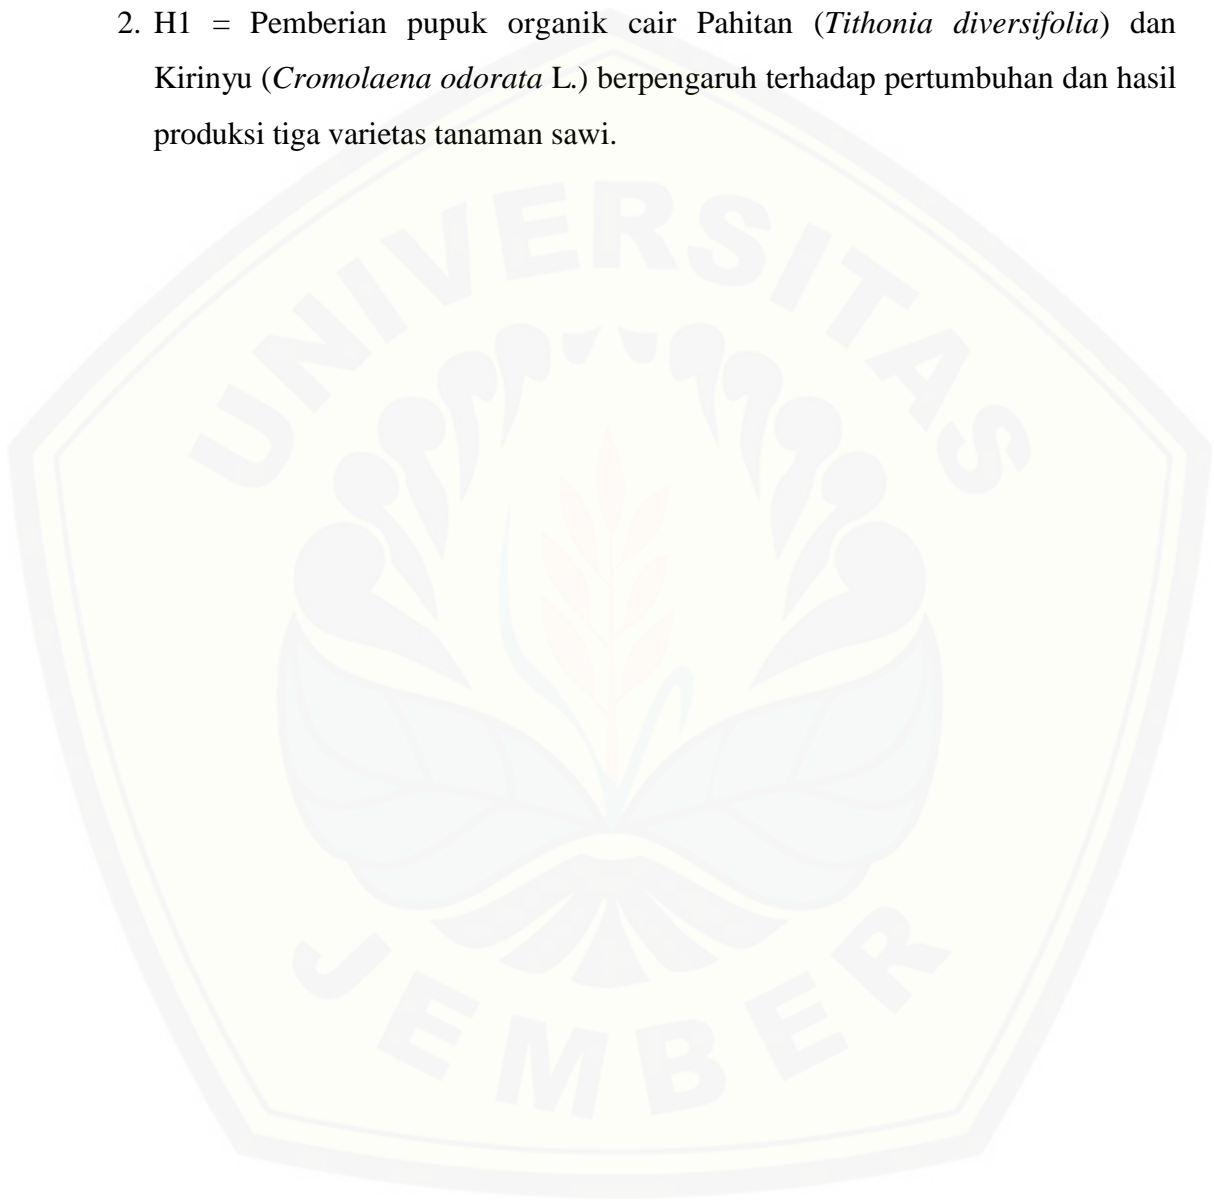 2. H1 = Pemberian pupuk organik cair Pahitan (Tithonia diversifolia) dan
Kirinyu (Cromolaena odorata L.) berpengaruh terhadap pertumbuhan dan hasil
produksi tiga varietas tanaman sawi.
UNIVERSITAS
JEMBER